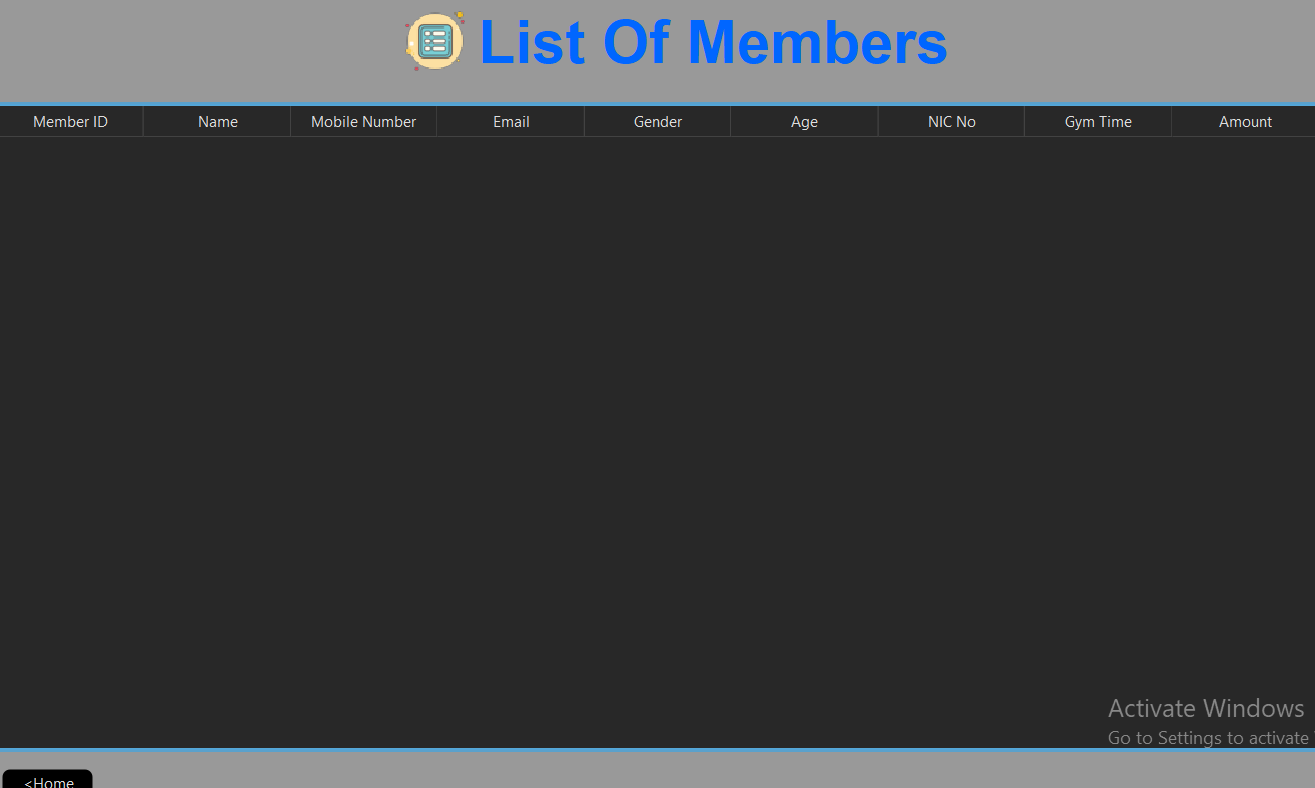 List Of Members
Member ID Name Mobile Number Email Gender Age NIC No Gym Time Amount
Activate Windows
Go to Settings to activate
<Home